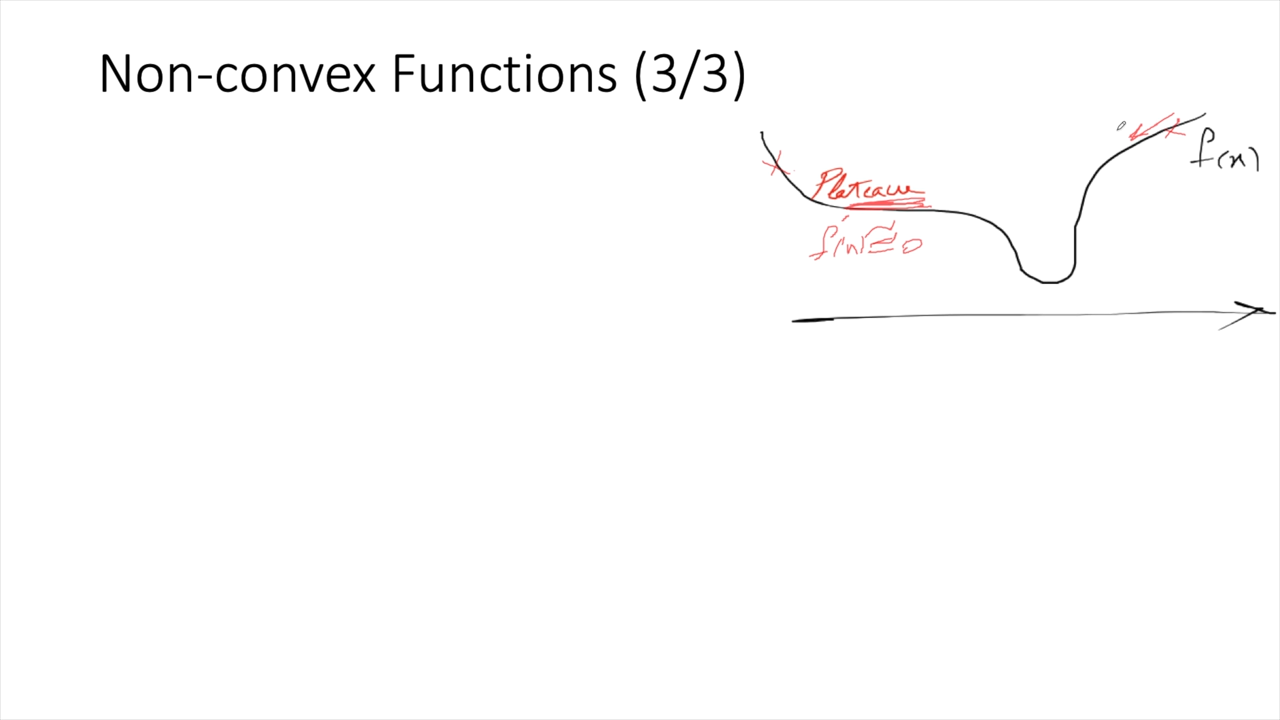 Non-convex Functions (3/3)
f(x)
Plateau
f'(x) ≈ 0